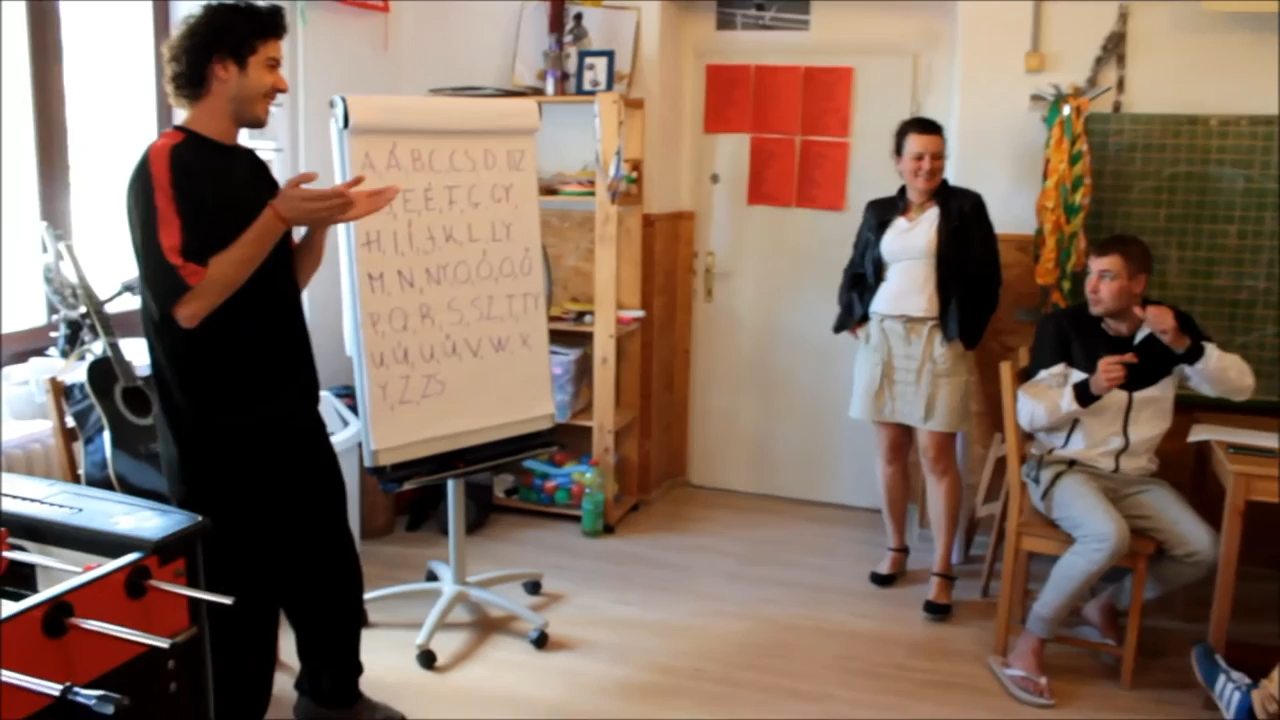 A, Á, B, C, CS, D, DZ
E, É, F, G, GY,
H, I, Í, J, K, L, LY
M, N, NY, O, Ó, Ö, Ő
P, Q, R, S, SZ, T, TY
U, Ú, Ü, Ű, V, W, X
Y, Z, ZS